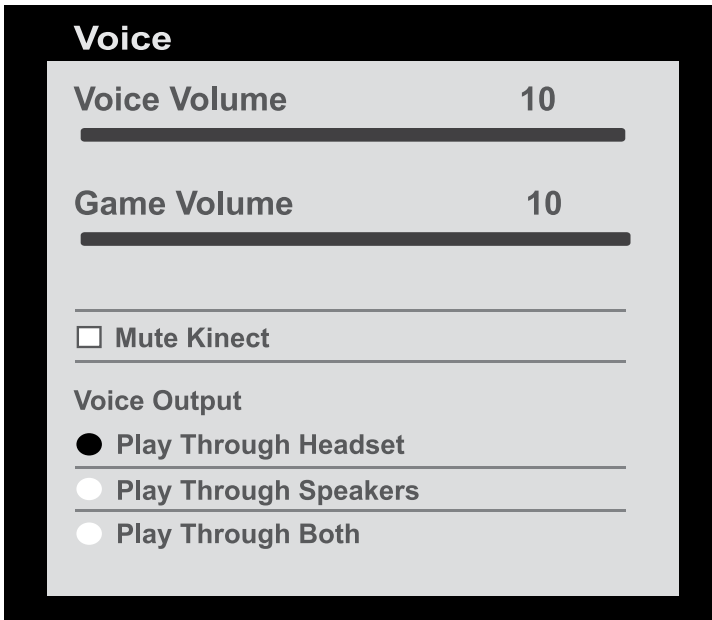 Voice
Voice Volume 10
Game Volume 10
Mute Kinect
Voice Output
Play Through Headset
Play Through Speakers
Play Through Both